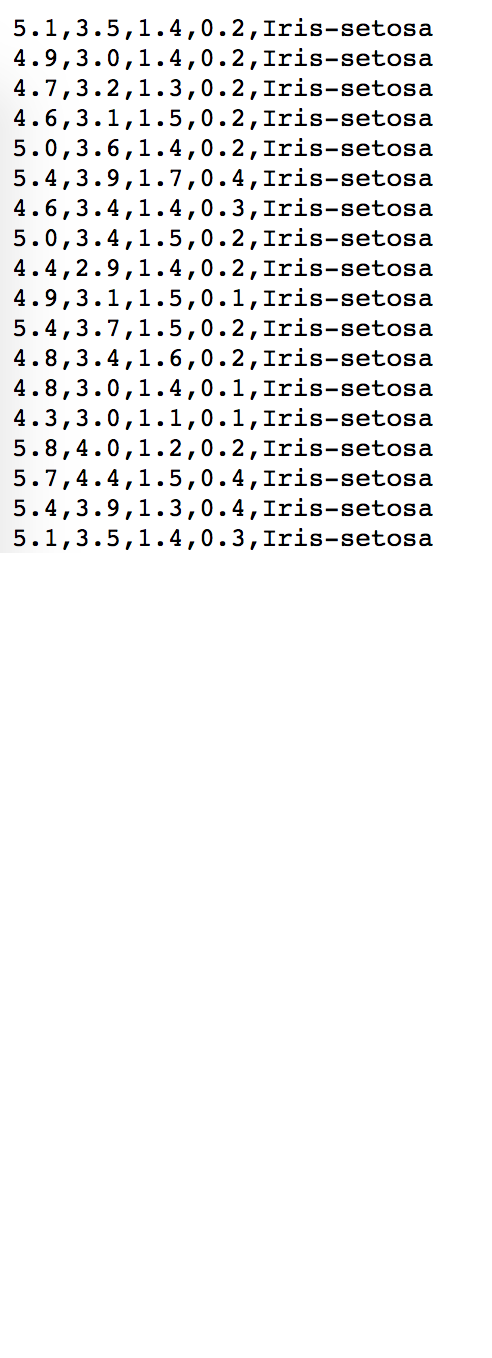 5.1,3.5,1.4,0.2,Iris-setosa
4.9,3.0,1.4,0.2,Iris-setosa
4.7,3.2,1.3,0.2,Iris-setosa
4.6,3.1,1.5,0.2,Iris-setosa
5.0,3.6,1.4,0.2,Iris-setosa
5.4,3.9,1.7,0.4,Iris-setosa
4.6,3.4,1.4,0.3,Iris-setosa
5.0,3.4,1.5,0.2,Iris-setosa
4.4,2.9,1.4,0.2,Iris-setosa
4.9,3.1,1.5,0.1,Iris-setosa
5.4,3.7,1.5,0.2,Iris-setosa
4.8,3.4,1.6,0.2,Iris-setosa
4.8,3.0,1.4,0.1,Iris-setosa
4.3,3.0,1.1,0.1,Iris-setosa
5.8,4.0,1.2,0.2,Iris-setosa
5.7,4.4,1.5,0.4,Iris-setosa
5.4,3.9,1.3,0.4,Iris-setosa
5.1,3.5,1.4,0.3,Iris-setosa